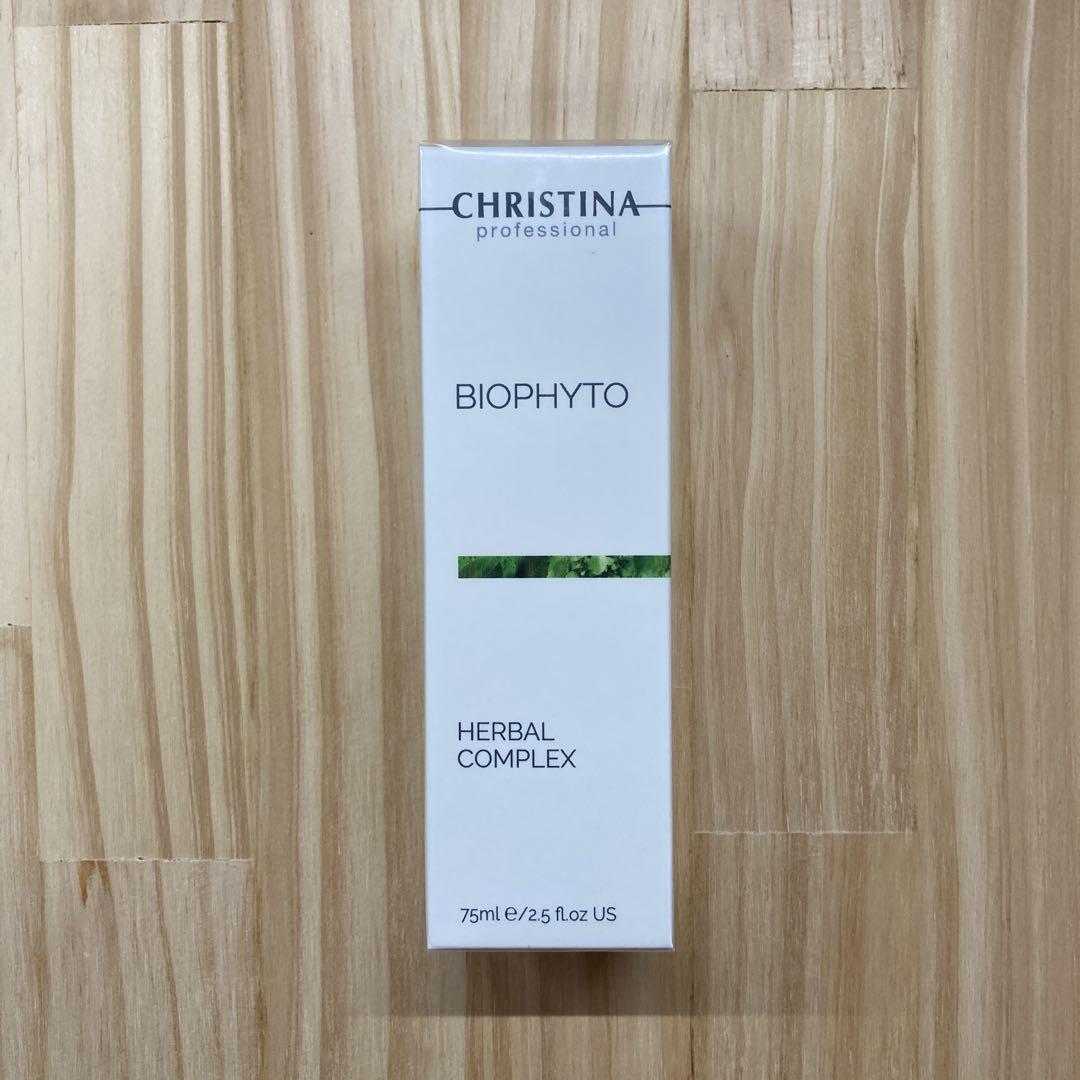 CHRISTINA
professional
BIOPHYTO
HERBAL
COMPLEX
75ml ℮/2.5 fl.oz US